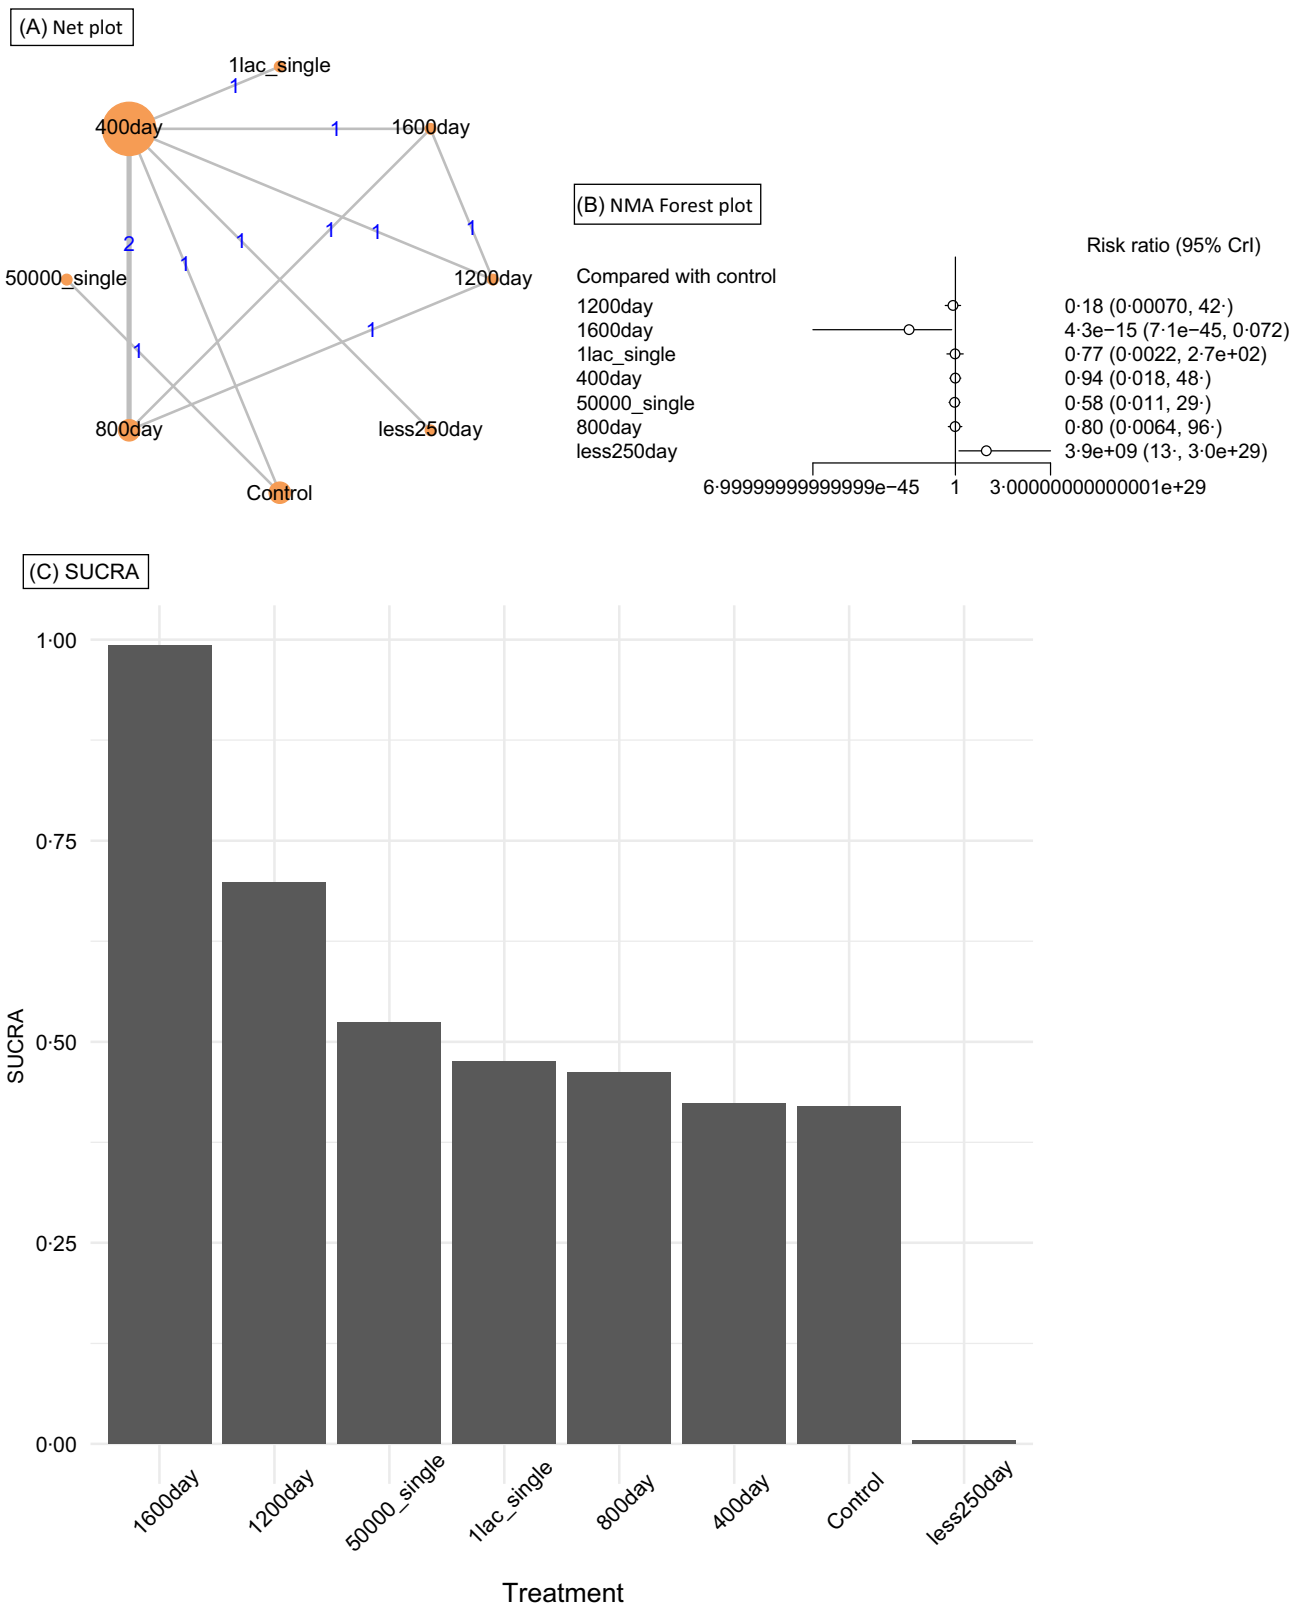 (A) Net plot
1lac_single
1
400day
1
1600day
2
1
1
1
1
1
1
50000_single
1200day
1
1
800day
less250day
Control
(B) NMA Forest plot
Risk ratio (95% CrI)
Compared with control
1200day 0·18 (0·00070, 42·)
1600day 4·3e−15 (7·1e−45, 0·072)
1lac_single 0·77 (0·0022, 2·7e+02)
400day 0·94 (0·018, 48·)
50000_single 0·58 (0·011, 29·)
800day 0·80 (0·0064, 96·)
less250day 3·9e+09 (13·, 3·0e+29)
6·99999999999999e−45 1 3·00000000000001e+29
(C) SUCRA
1·00
0·75
0·50
0·25
0·00
SUCRA
1600day
1200day
50000_single
1lac_single
800day
400day
Control
less250day
Treatment